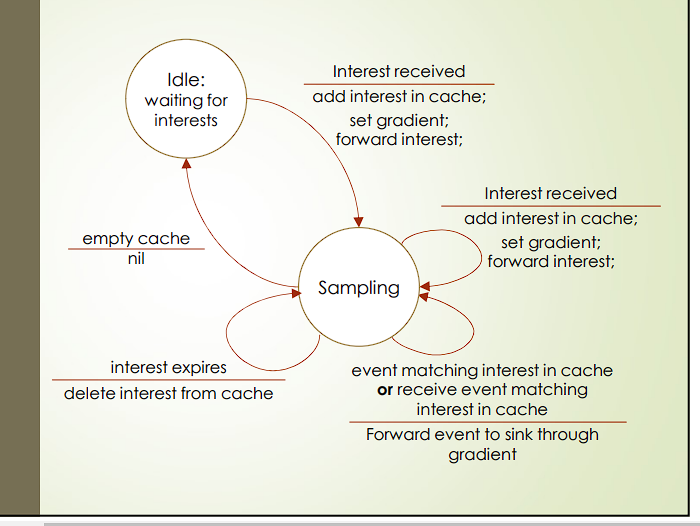 Idle:
waiting for
interests
Interest received
add interest in cache;
set gradient;
forward interest;
Interest received
add interest in cache;
set gradient;
forward interest;
empty cache
nil
Sampling
interest expires
delete interest from cache
event matching interest in cache
or receive event matching
interest in cache
Forward event to sink through
gradient